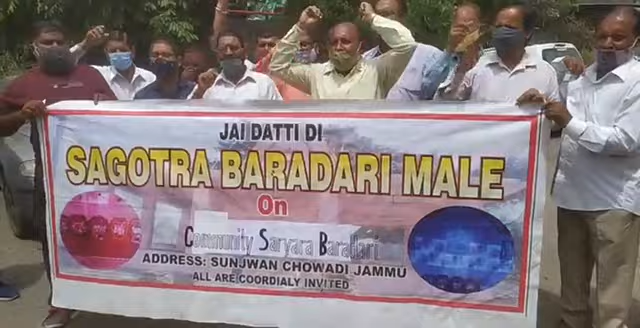 JAI DATTI DI
SAGOTRA BARADARI MALE
On
Community Saryara Baradari
ADDRESS: SUNJWAN CHOWADI JAMMU
ALL ARE COORDIALY INVITED